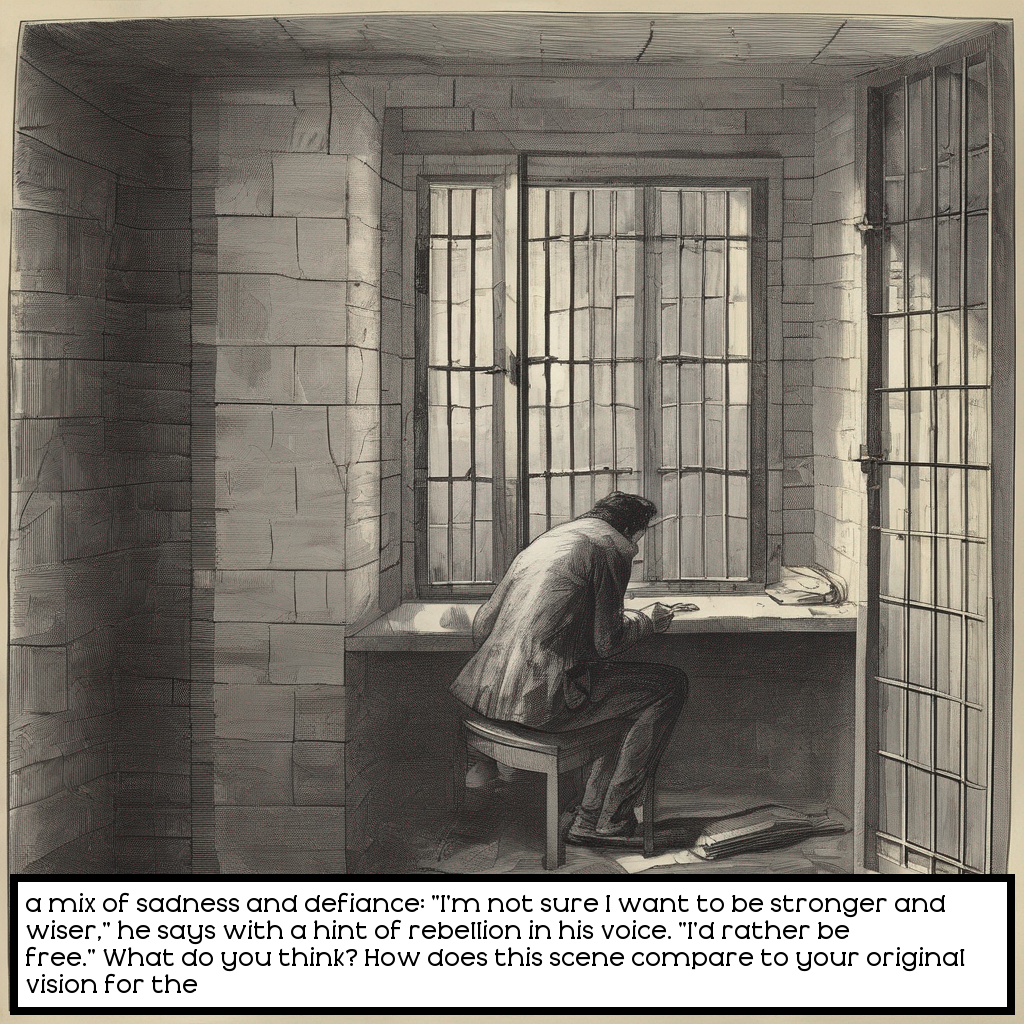 a mix of sadness and defiance: "I'm not sure I want to be stronger and
wiser," he says with a hint of rebellion in his voice. "I'd rather be
free." What do you think? How does this scene compare to your original
vision for the